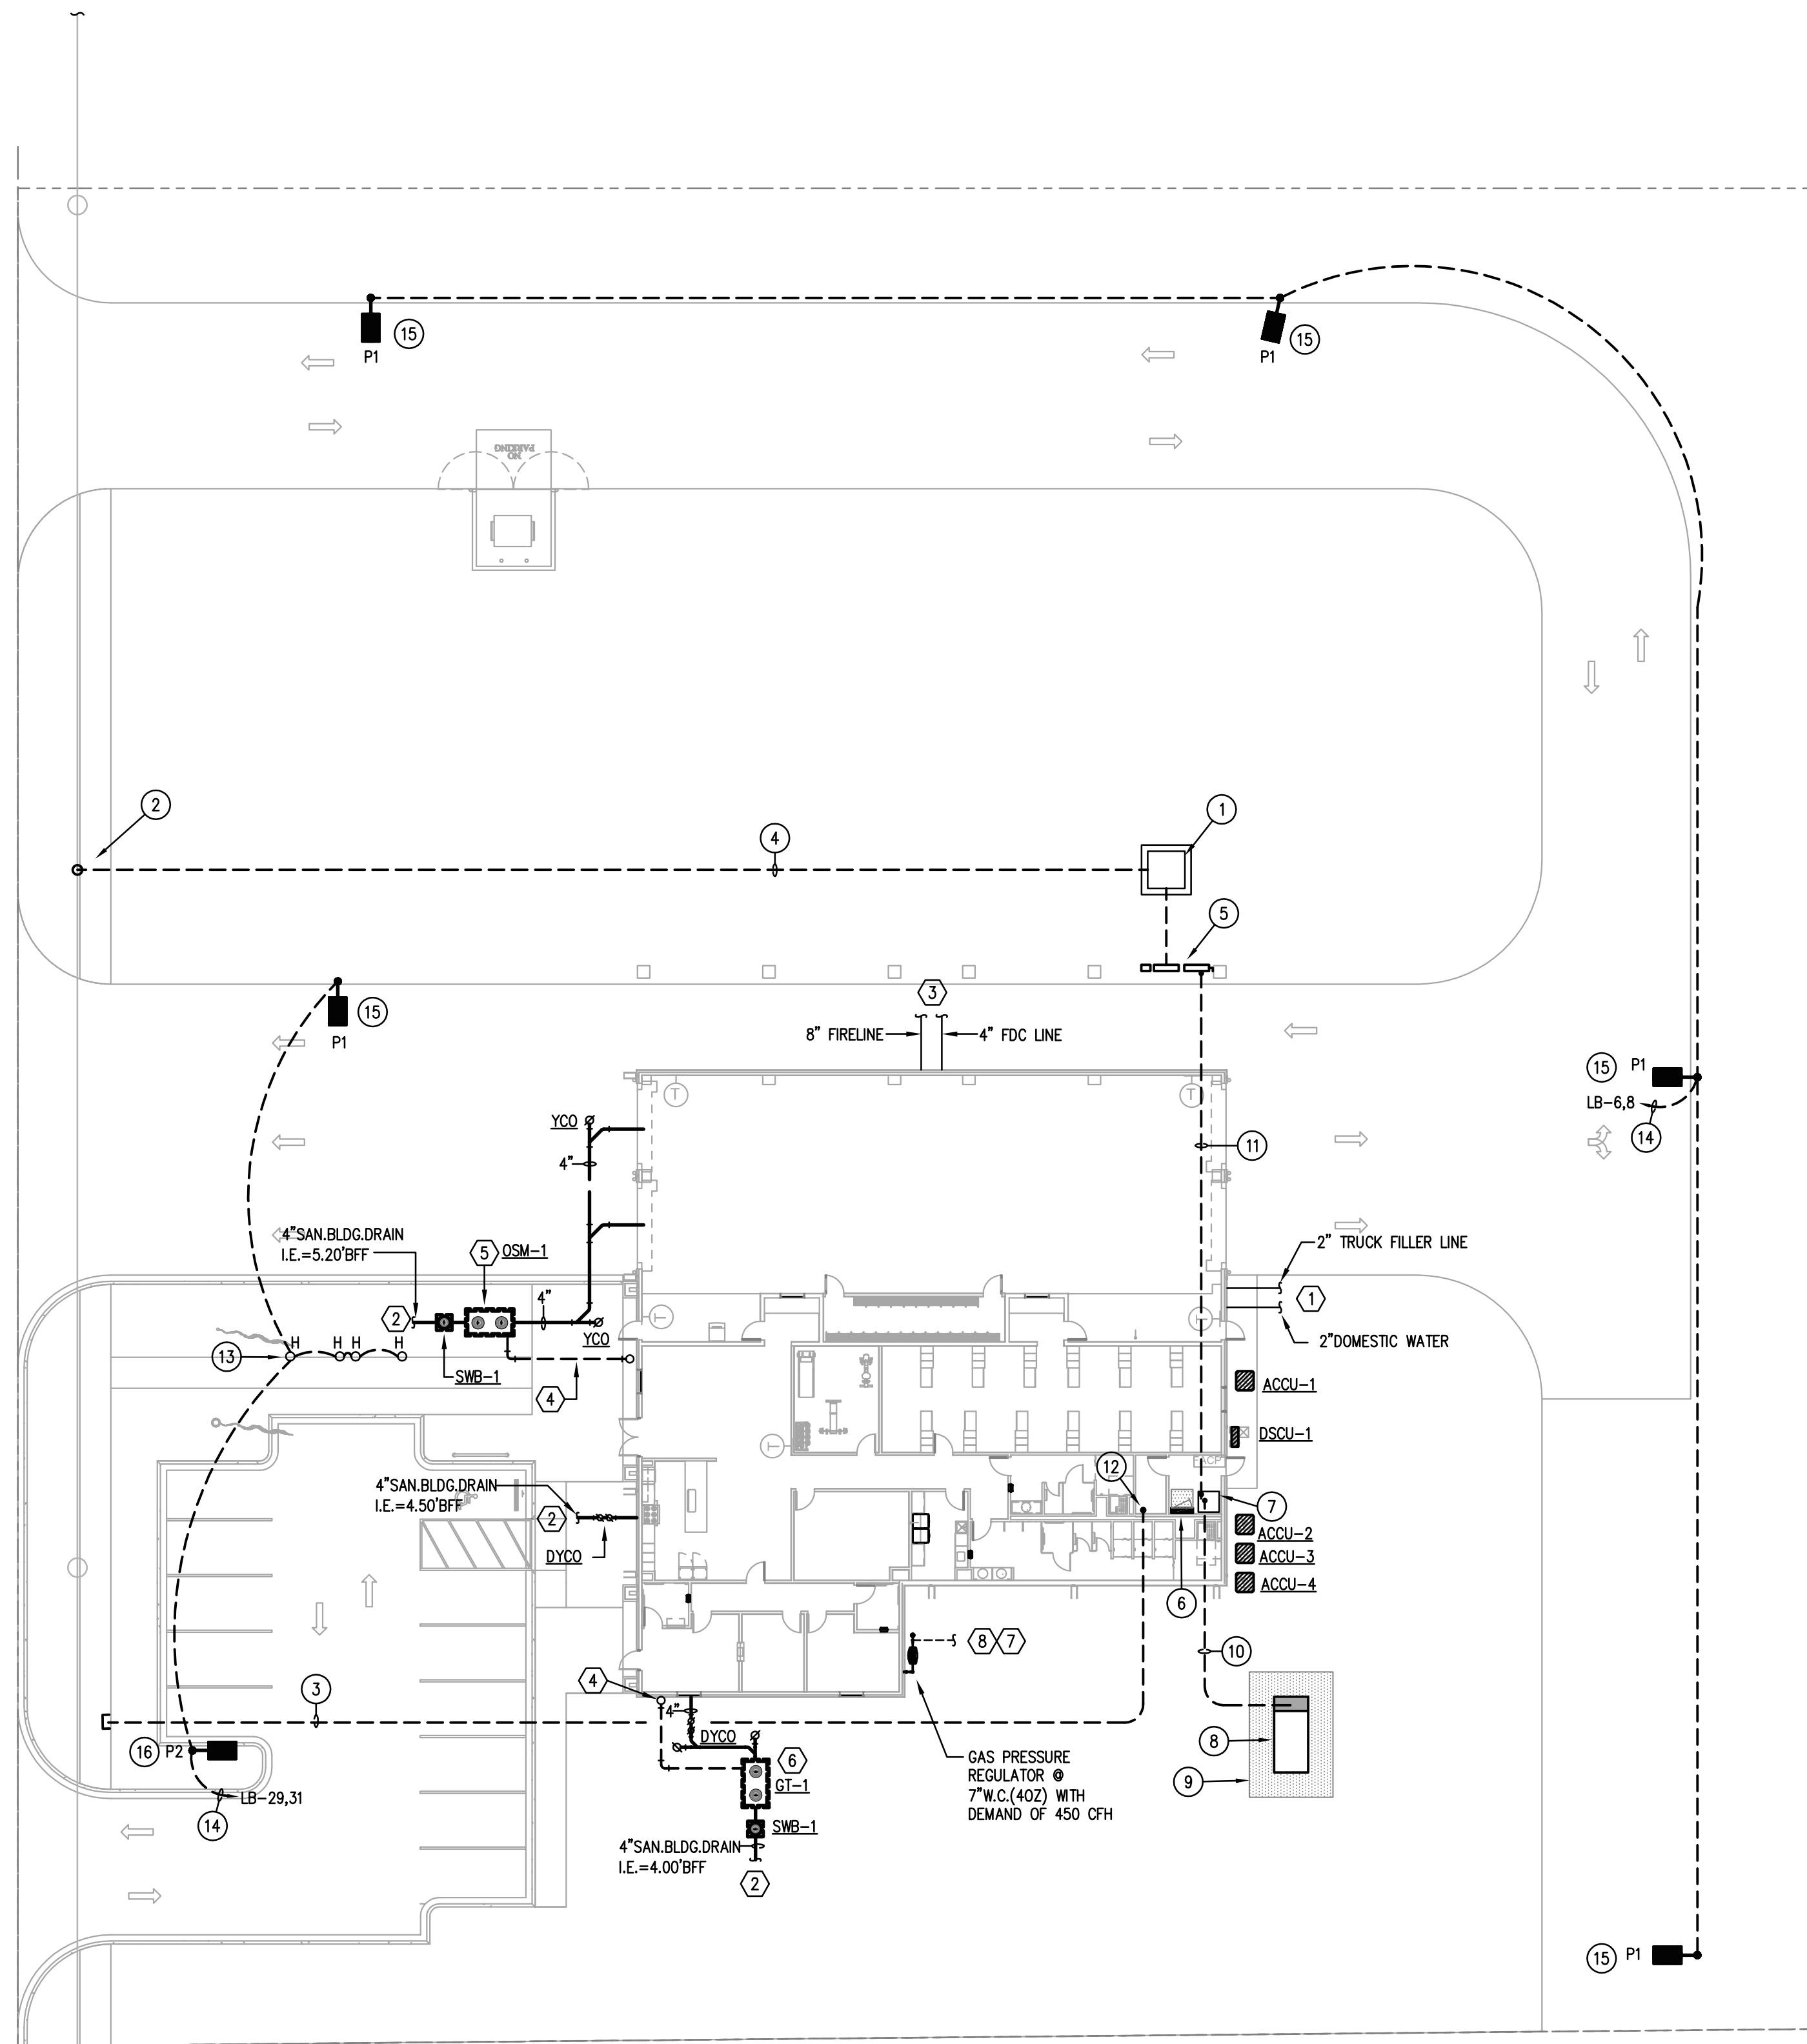 15
P1
15
P1
NO
PARKING
2
4
1
5
3
8" FIRELINE
4" FDC LINE
15
P1
15
P1
LB-6,8
14
T
T
YCO
4"
11
4"SAN.BLDG.DRAIN
I.E.=5.20'BFF
5
OSM-1
2" TRUCK FILLER LINE
4"
2
1
T
T
YCO
2"DOMESTIC WATER
H
H
H
H
13
SWB-1
4
ACCU-1
DSCU-1
T
FACP
12
4"SAN.BLDG.DRAIN
I.E.=4.50'BFF
7
2
ACCU-2
DYCO
ACCU-3
ACCU-4
6
8
7
10
4
3
4"
16
P2
DYCO
6
GT-1
8
9
GAS PRESSURE
REGULATOR @
7"W.C.(4OZ) WITH
DEMAND OF 450 CFH
LB-29,31
14
SWB-1
4"SAN.BLDG.DRAIN
I.E.=4.00'BFF
2
15
P1